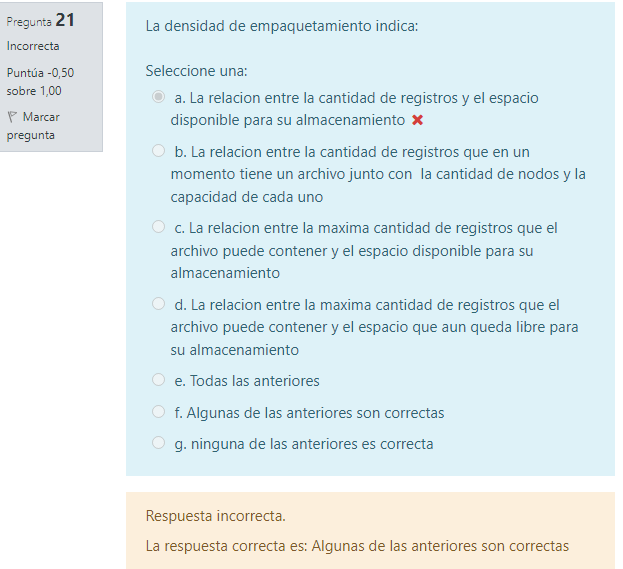 Pregunta 21
Incorrecta
Puntúa -0,50
sobre 1,00
Marcar
pregunta
La densidad de empaquetamiento indica:
Seleccione una:
a. La relacion entre la cantidad de registros y el espacio
disponible para su almacenamiento
b. La relacion entre la cantidad de registros que en un
momento tiene un archivo junto con la cantidad de nodos y la
capacidad de cada uno
c. La relacion entre la maxima cantidad de registros que el
archivo puede contener y el espacio disponible para su
almacenamiento
d. La relacion entre la maxima cantidad de registros que el
archivo puede contener y el espacio que aun queda libre para
su almacenamiento
e. Todas las anteriores
f. Algunas de las anteriores son correctas
g. ninguna de las anteriores es correcta
Respuesta incorrecta.
La respuesta correcta es: Algunas de las anteriores son correctas